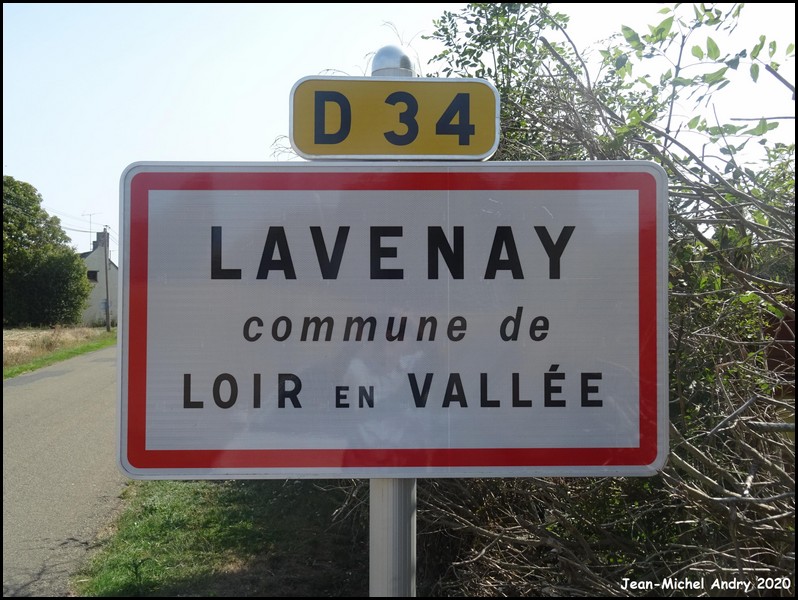 D 34
LAVENAY
commune de
LOIR EN VALLÉE
Jean-Michel Andry 2020